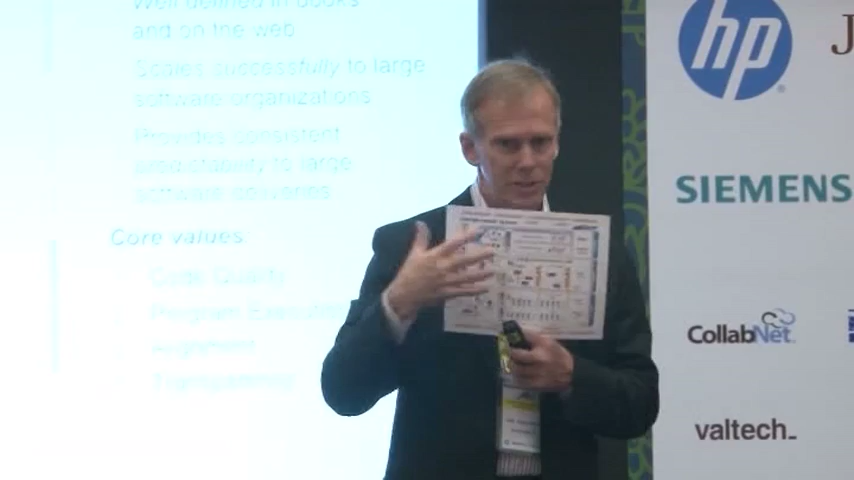 Well defined in books
and on the web
Scales successfully to large
software organizations
Provides consistent
predictability to large
software deliveries
Core values:
Code Quality
Program Execution
Alignment
Transparency
hp
J
SIEMENS
CollabNet
valtech_